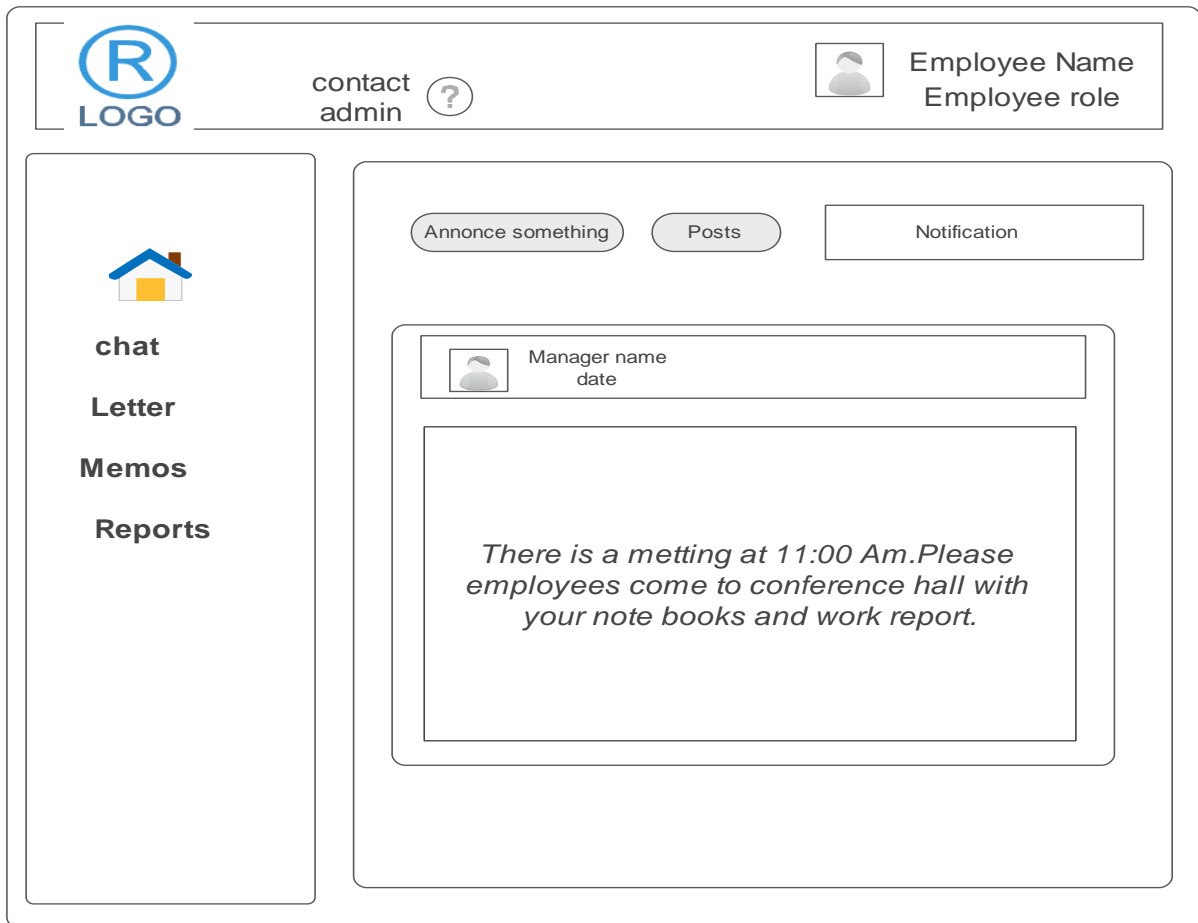 R
LOGO
contact
admin
?
Employee Name
Employee role
chat
Letter
Memos
Reports
Annonce something
Posts
Notification
Manager name
date
There is a metting at 11:00 Am.Please
employees come to conference hall with
your note books and work report.